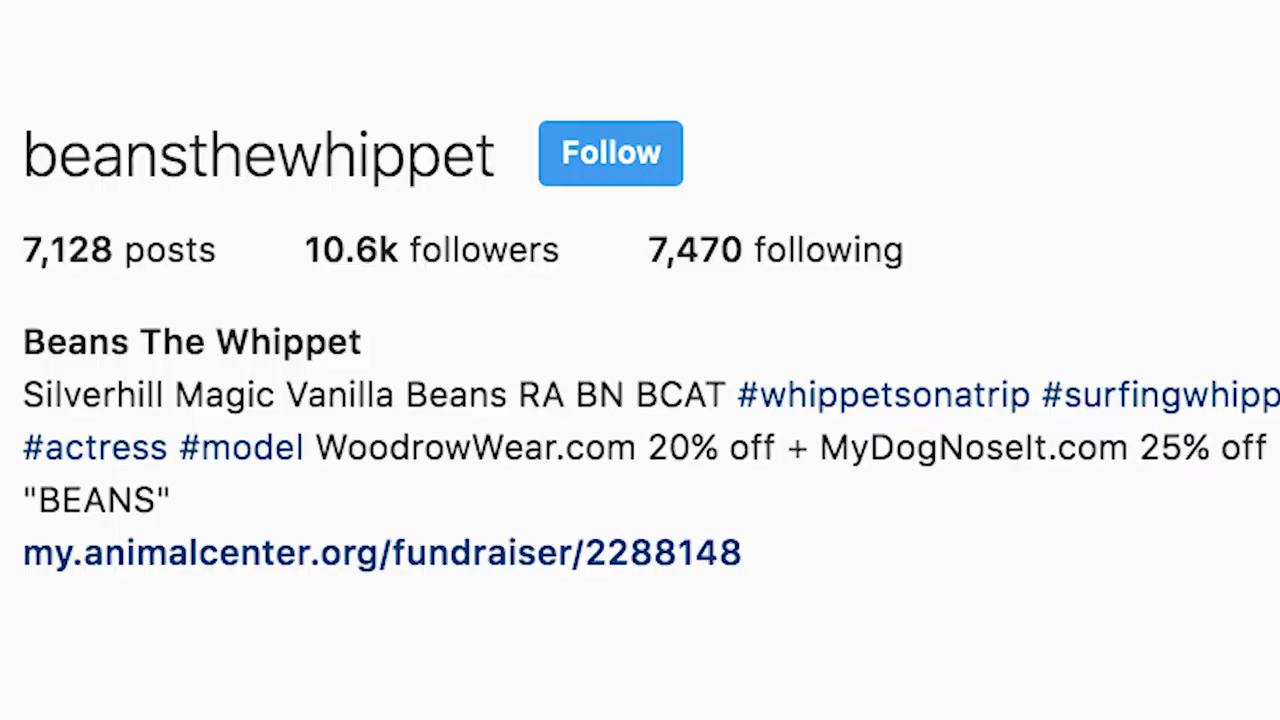 beansthewhippet Follow
7,128 posts 10.6k followers 7,470 following
Beans The Whippet
Silverhill Magic Vanilla Beans RA BN BCAT #whippetsonatrip #surfingwhipp
#actress #model WoodrowWear.com 20% off + MyDogNoseIt.com 25% off
"BEANS"
my.animalcenter.org/fundraiser/2288148